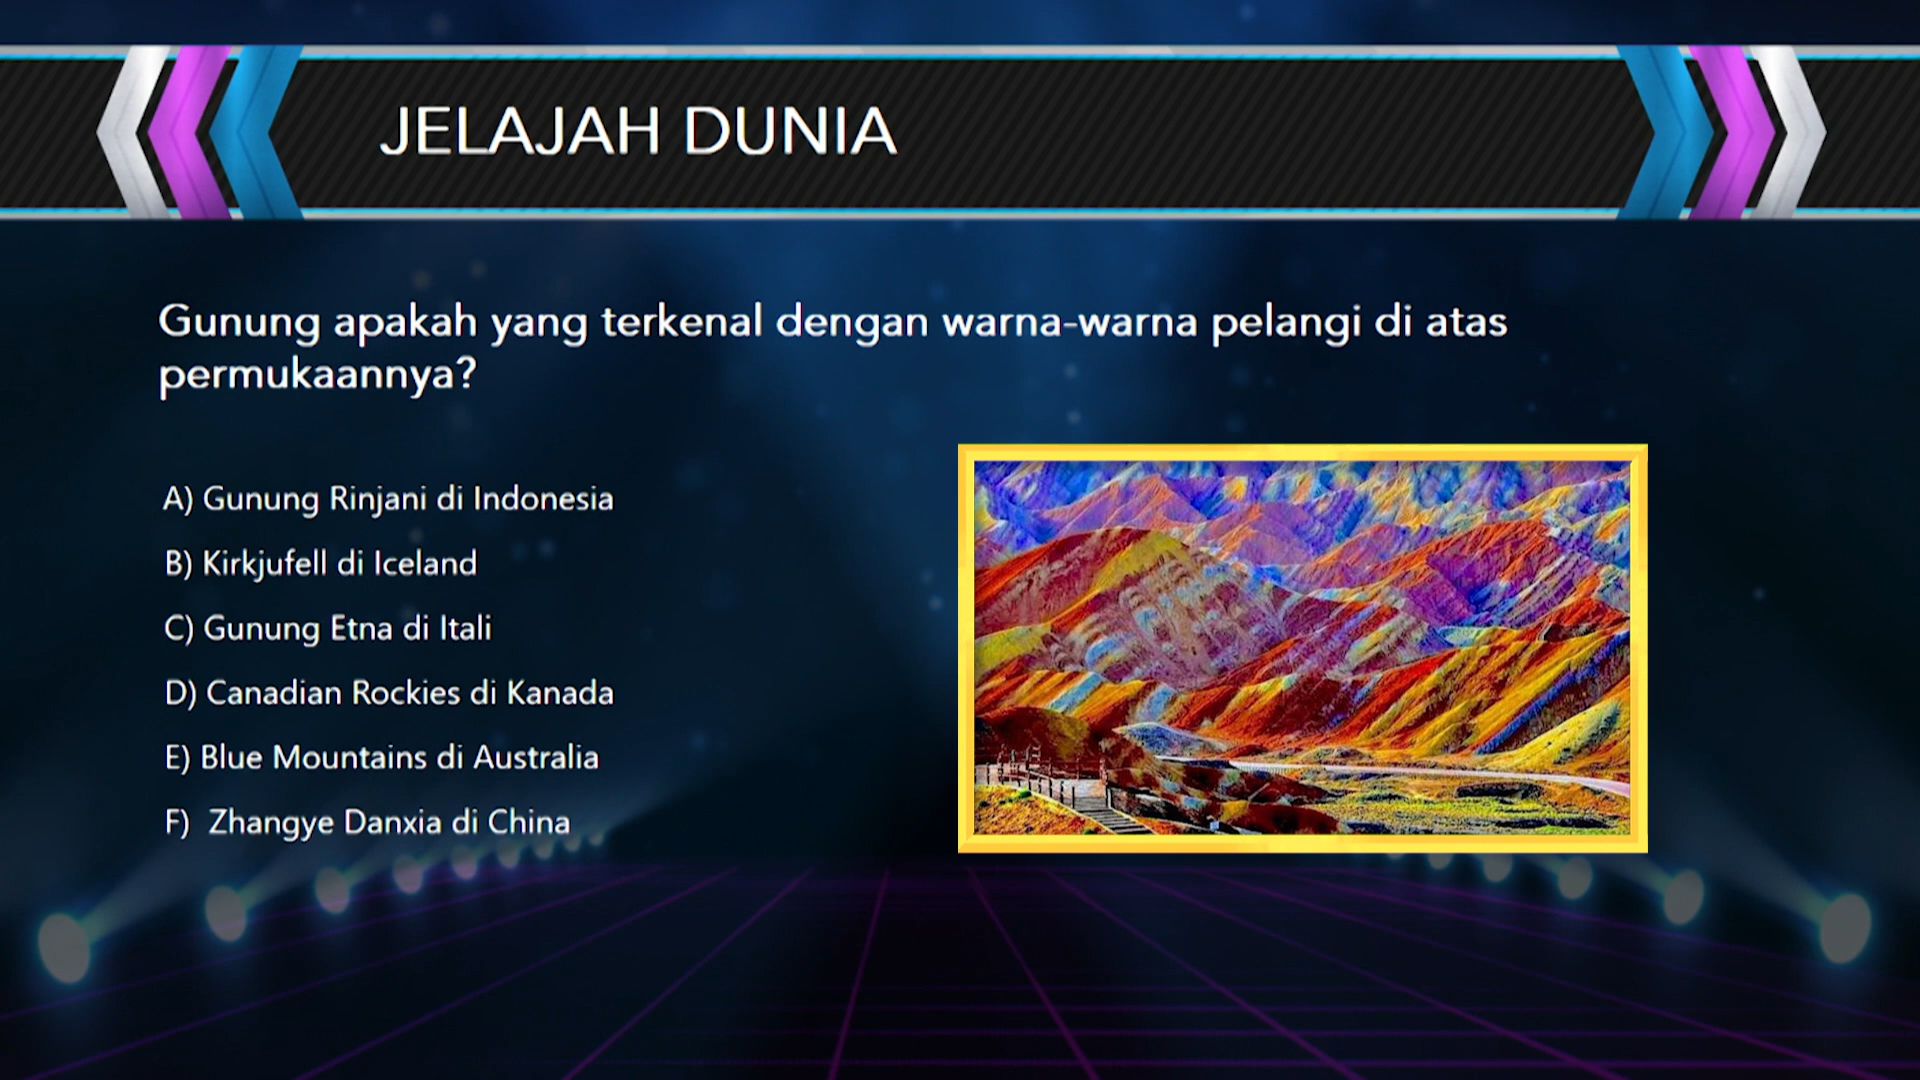 JELAJAH DUNIA
Gunung apakah yang terkenal dengan warna-warna pelangi di atas
permukaannya?
A) Gunung Rinjani di Indonesia
B) Kirkjufell di Iceland
C) Gunung Etna di Itali
D) Canadian Rockies di Kanada
E) Blue Mountains di Australia
F) Zhangye Danxia di China